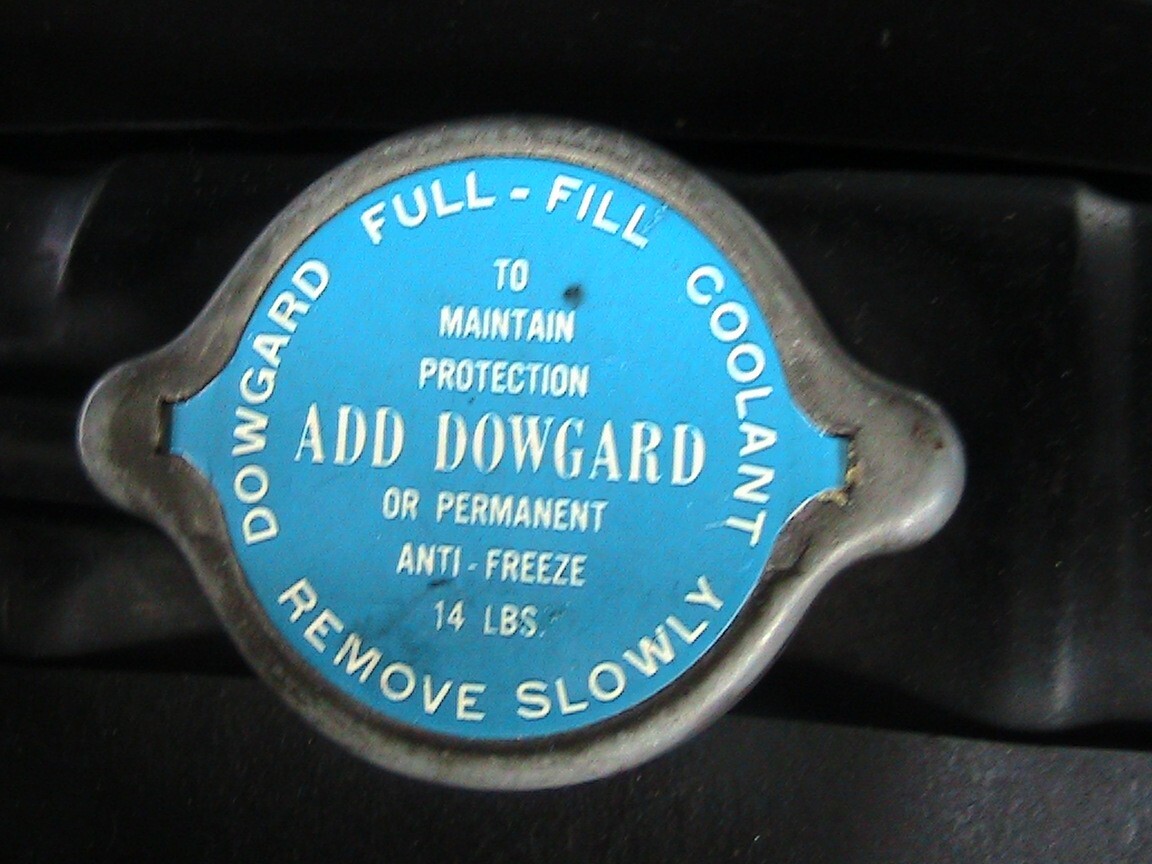 DOWGARD FULL-FILL COOLANT
TO
MAINTAIN
PROTECTION
ADD DOWGARD
OR PERMANENT
ANTI-FREEZE
14 LBS.
REMOVE SLOWLY